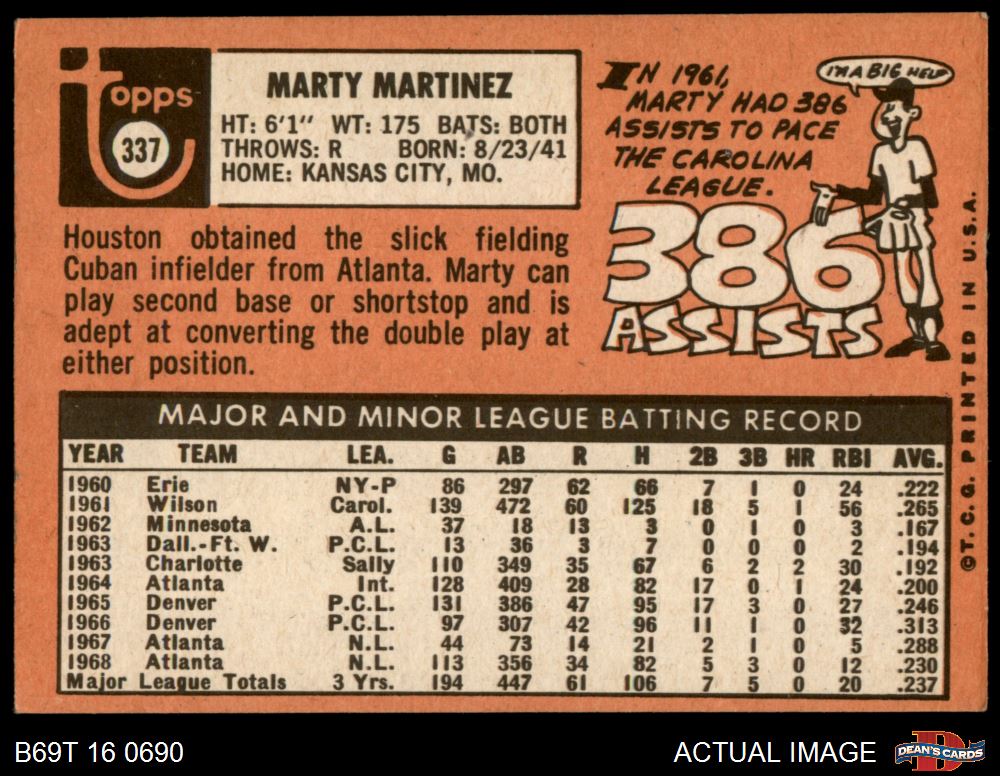 topps
337
MARTY MARTINEZ
HT: 6'1" WT: 175 BATS: BOTH
THROWS: R BORN: 8/23/41
HOME: KANSAS CITY, MO.
IN 1961,
MARTY HAD 386
ASSISTS TO PACE
THE CAROLINA
LEAGUE.
I'M A BIG HELP
386
ASSISTS
Houston obtained the slick fielding
Cuban infielder from Atlanta. Marty can
play second base or shortstop and is
adept at converting the double play at
either position.
MAJOR AND MINOR LEAGUE BATTING RECORD
YEAR TEAM LEA. G AB R H 2B 3B HR RBI AVG.
1960 Erie NY-P 86 297 62 66 7 1 0 24 .222
1961 Wilson Carol. 139 472 60 125 18 5 1 56 .265
1962 Minnesota A.L. 37 18 13 3 0 1 0 3 .167
1963 Dall.-Ft. W. P.C.L. 13 36 3 7 0 0 0 2 .194
1963 Charlotte Sally 110 349 35 67 6 2 2 30 .192
1964 Atlanta Int. 128 409 28 82 17 0 1 24 .200
1965 Denver P.C.L. 131 386 47 95 17 3 0 27 .246
1966 Denver P.C.L. 97 307 42 96 11 1 0 32 .313
1967 Atlanta N.L. 44 73 14 21 2 1 0 5 .288
1968 Atlanta N.L. 113 356 34 82 5 3 0 12 .230
Major League Totals 3 Yrs. 194 447 61 106 7 5 0 20 .237
©T.C.G. PRINTED IN U.S.A.
B69T 16 0690
ACTUAL IMAGE
DEAN'S CARDS